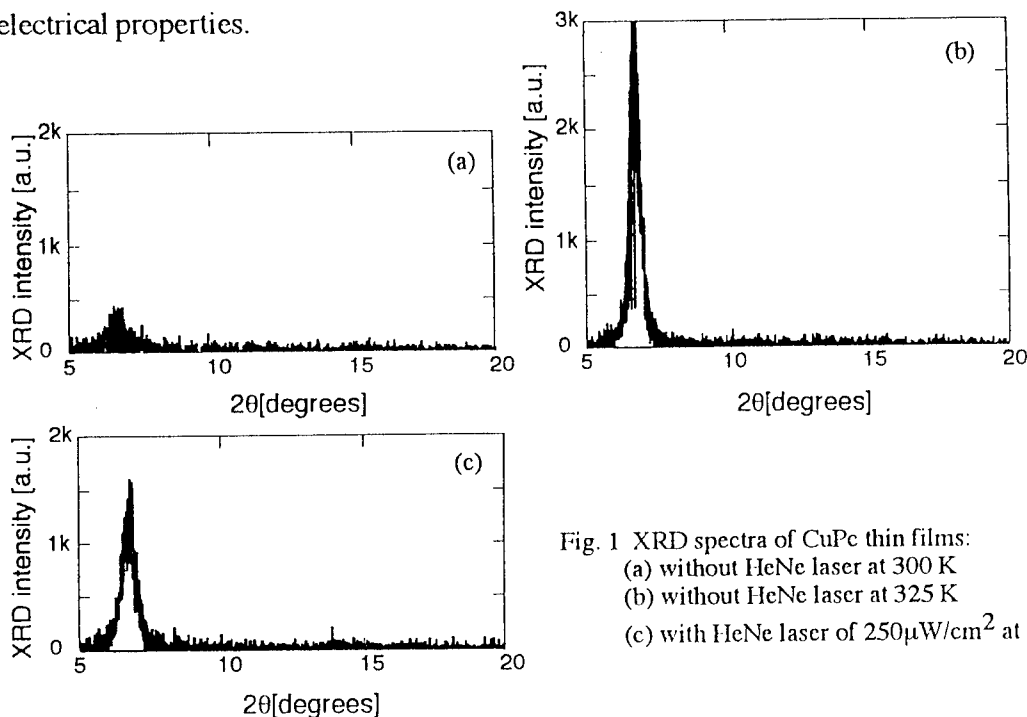 electrical properties.
2k
XRD intensity [a.u.]
1k
0
5
10
15
20
2θ[degrees]
(a)
3k
3k
XRD intensity [a.u.]
1k
0
5
10
15
20
2θ[degrees]
(b)
2k
XRD intensity [a.u.]
1k
0
5
10
15
20
2θ[degrees]
(c)
Fig. 1 XRD spectra of CuPc thin films:
(a) without HeNe laser at 300 K
(b) without HeNe laser at 325 K
(c) with HeNe laser of 250μW/cm² at